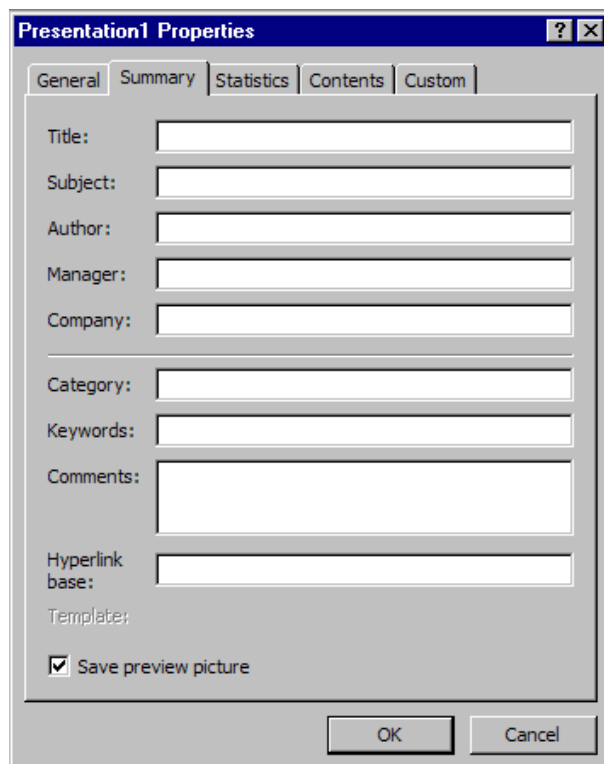 Presentation1 Properties
General Summary Statistics Contents Custom
Title:
Subject:
Author:
Manager:
Company:
Category:
Keywords:
Comments:
Hyperlink
base:
Template:
Save preview picture
OK Cancel